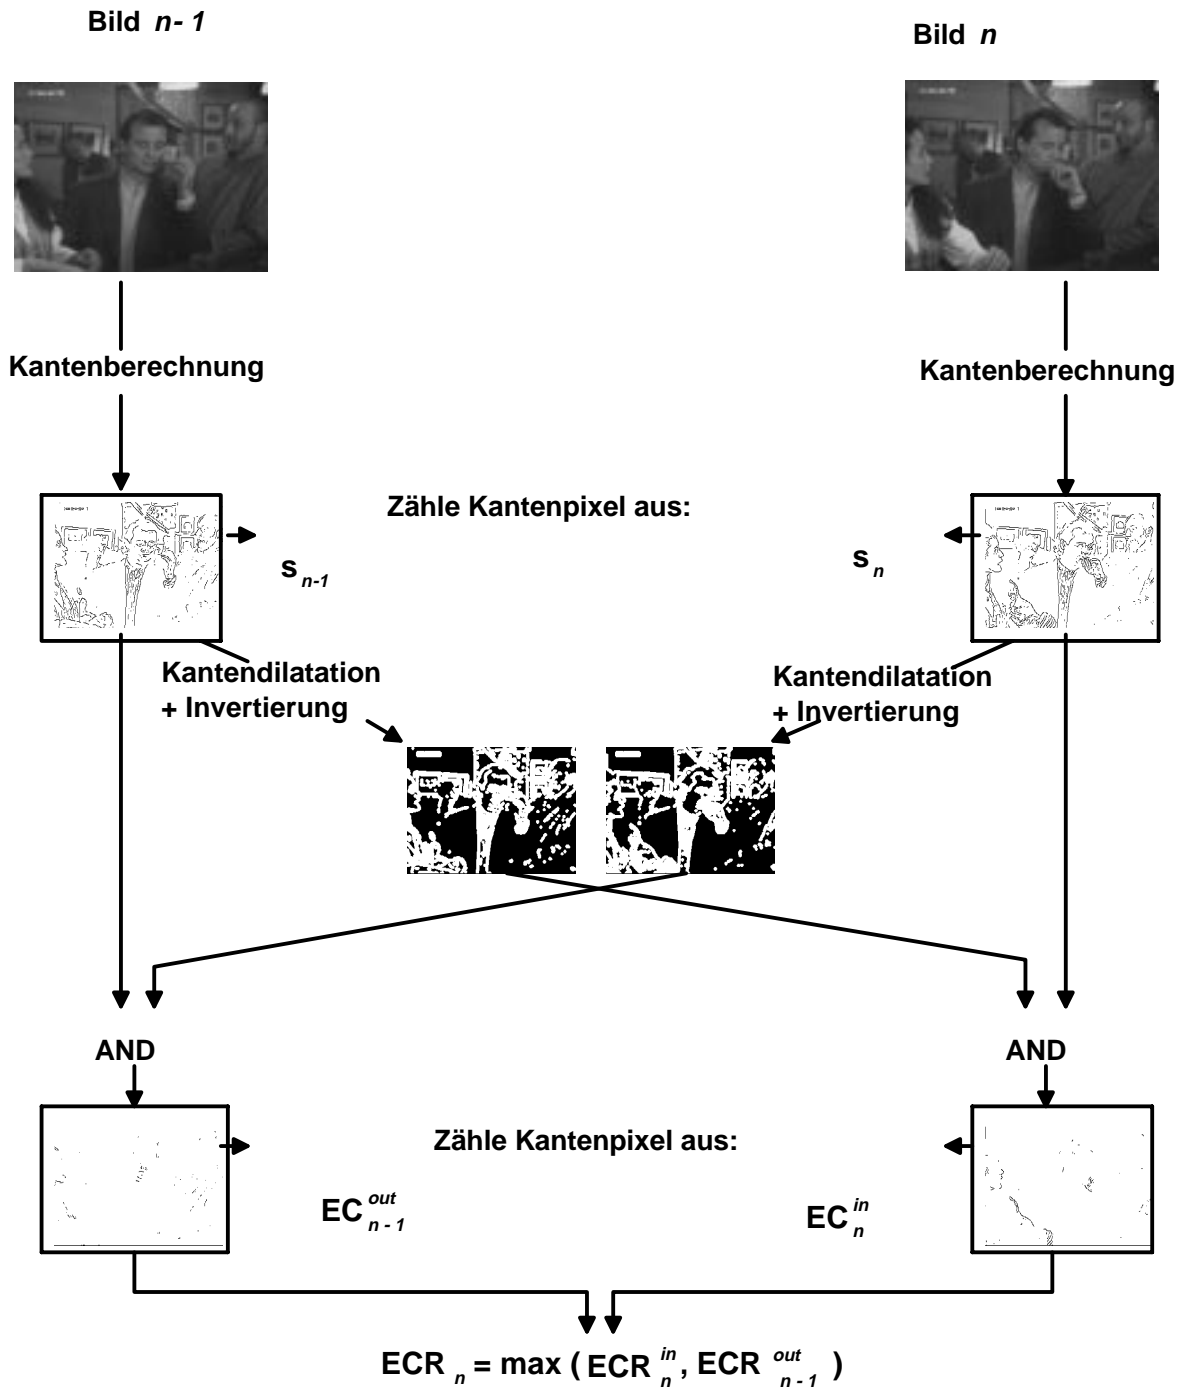 Bild n-1
Bild n
Kantenberechnung
Kantenberechnung
Zähle Kantenpixel aus:
s n-1
s n
Kantendilatation
+ Invertierung
Kantendilatation
+ Invertierung
AND
AND
Zähle Kantenpixel aus:
EC out n-1
EC in n
ECR n = max ( ECR in n , ECR out n-1 )